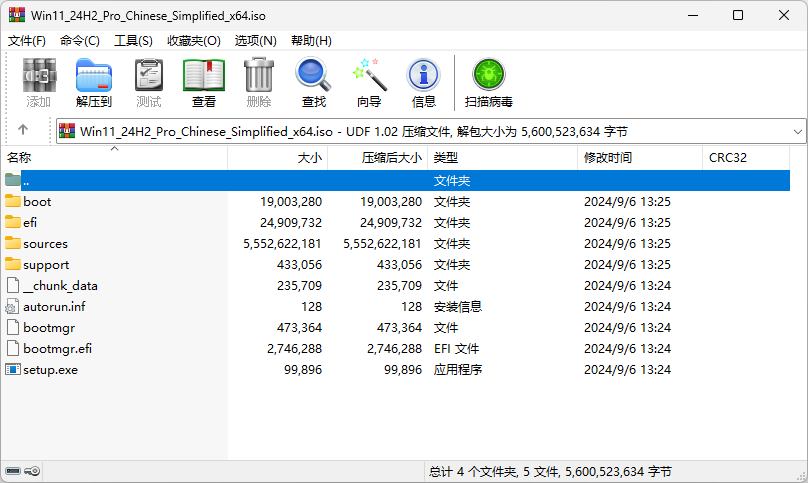 Win11_24H2_Pro_Chinese_Simplified_x64.iso
文件(F) 命令(C) 工具(S) 收藏夹(O) 选项(N) 帮助(H)
添加 解压到 测试 查看 删除 查找 向导 信息 扫描病毒
Win11_24H2_Pro_Chinese_Simplified_x64.iso - UDF 1.02 压缩文件, 解包大小为 5,600,523,634 字节
名称 大小 压缩后大小 类型 修改时间 CRC32
.. 文件夹
boot 19,003,280 19,003,280 文件夹 2024/9/6 13:25
efi 24,909,732 24,909,732 文件夹 2024/9/6 13:25
sources 5,552,622,181 5,552,622,181 文件夹 2024/9/6 13:25
support 433,056 433,056 文件夹 2024/9/6 13:25
__chunk_data 235,709 235,709 文件 2024/9/6 13:24
autorun.inf 128 128 安装信息 2024/9/6 13:24
bootmgr 473,364 473,364 文件 2024/9/6 13:24
bootmgr.efi 2,746,288 2,746,288 EFI 文件 2024/9/6 13:24
setup.exe 99,896 99,896 应用程序 2024/9/6 13:24
总计 4 个文件夹, 5 文件, 5,600,523,634 字节